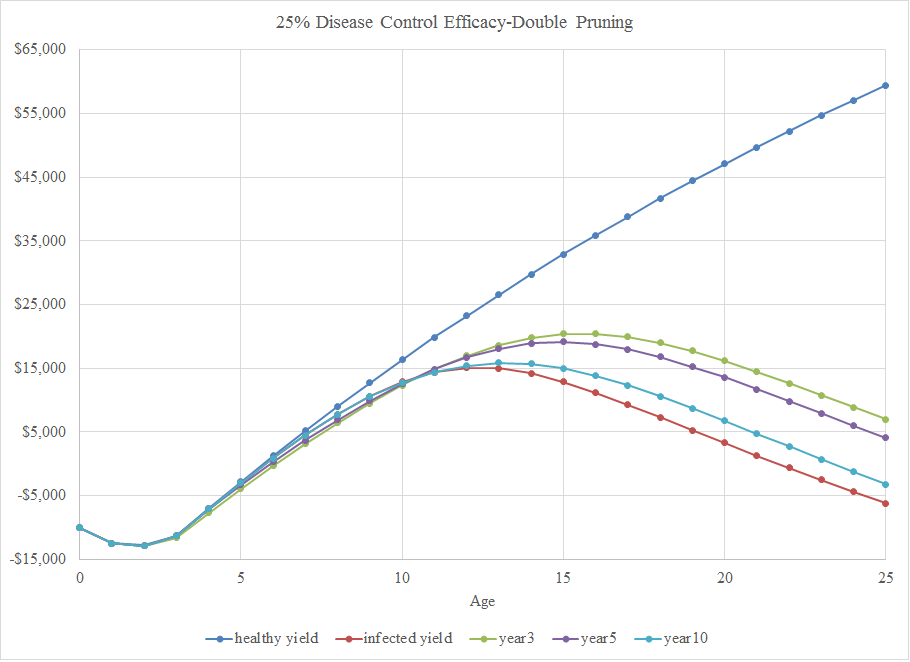 25% Disease Control Efficacy-Double Pruning
$65,000
$55,000
$45,000
$35,000
$25,000
$15,000
$5,000
-$5,000
-$15,000
0 5 10 15 20 25
Age
healthy yield infected yield year3 year5 year10